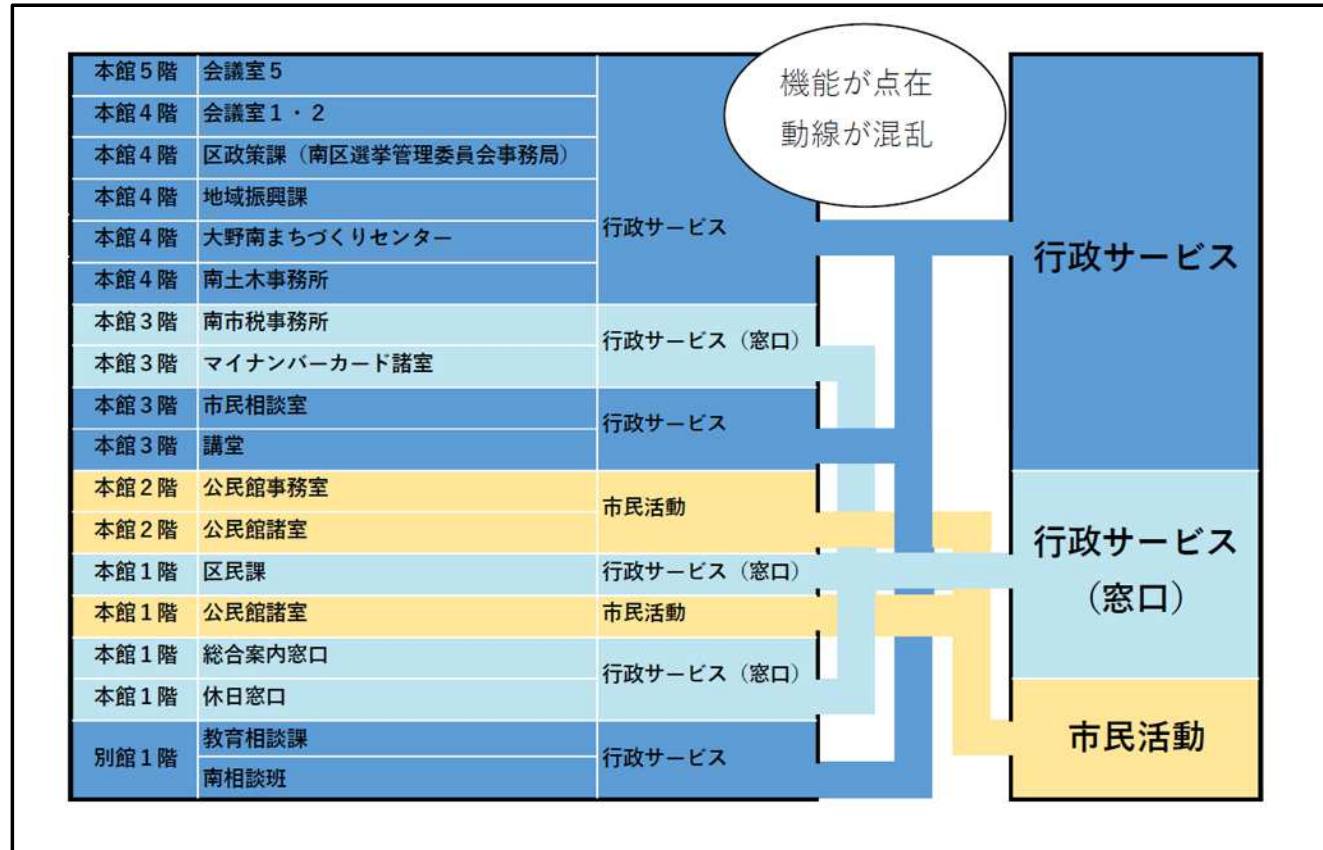 機能が点在
動線が混乱
本館5階 会議室5
本館4階 会議室1・2
本館4階 区政策課（南区選挙管理委員会事務局）
本館4階 地域振興課
本館4階 大野南まちづくりセンター
本館4階 南土木事務所
行政サービス
本館3階 南市税事務所
本館3階 マイナンバーカード諸室
行政サービス（窓口）
本館3階 市民相談室
本館3階 講堂
行政サービス
本館2階 公民館事務室
本館2階 公民館諸室
市民活動
本館1階 区民課 行政サービス（窓口）
本館1階 公民館諸室 市民活動
本館1階 総合案内窓口
本館1階 休日窓口
行政サービス（窓口）
別館1階
教育相談課
南相談班
行政サービス
行政サービス
行政サービス
（窓口）
市民活動